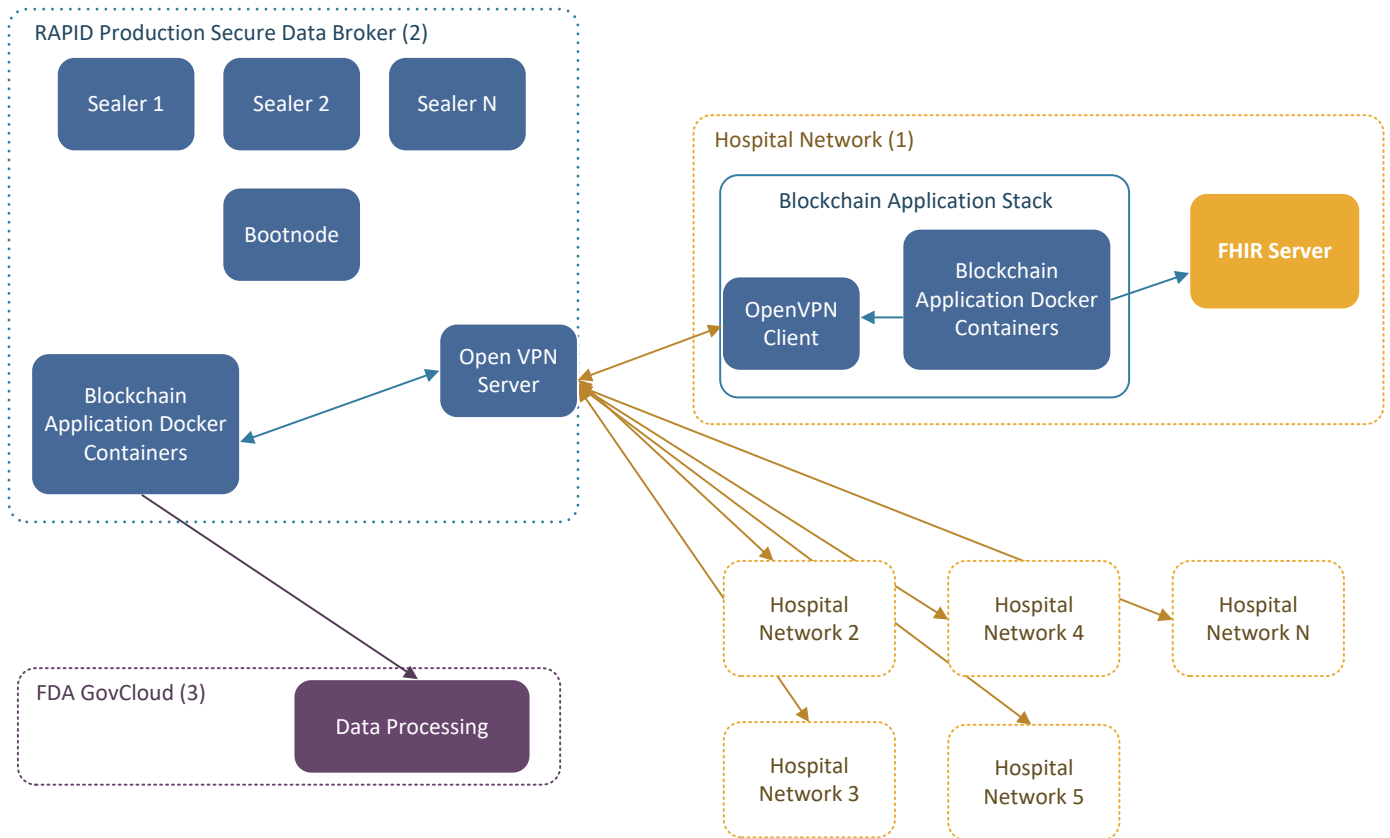 RAPID Production Secure Data Broker (2)
Sealer 1
Sealer 2
Sealer N
Bootnode
Open VPN
Server
Blockchain
Application Docker
Containers
Hospital Network (1)
Blockchain Application Stack
OpenVPN
Client
Blockchain
Application Docker
Containers
FHIR Server
Hospital
Network 2
Hospital
Network 4
Hospital
Network N
Hospital
Network 3
Hospital
Network 5
FDA GovCloud (3)
Data Processing